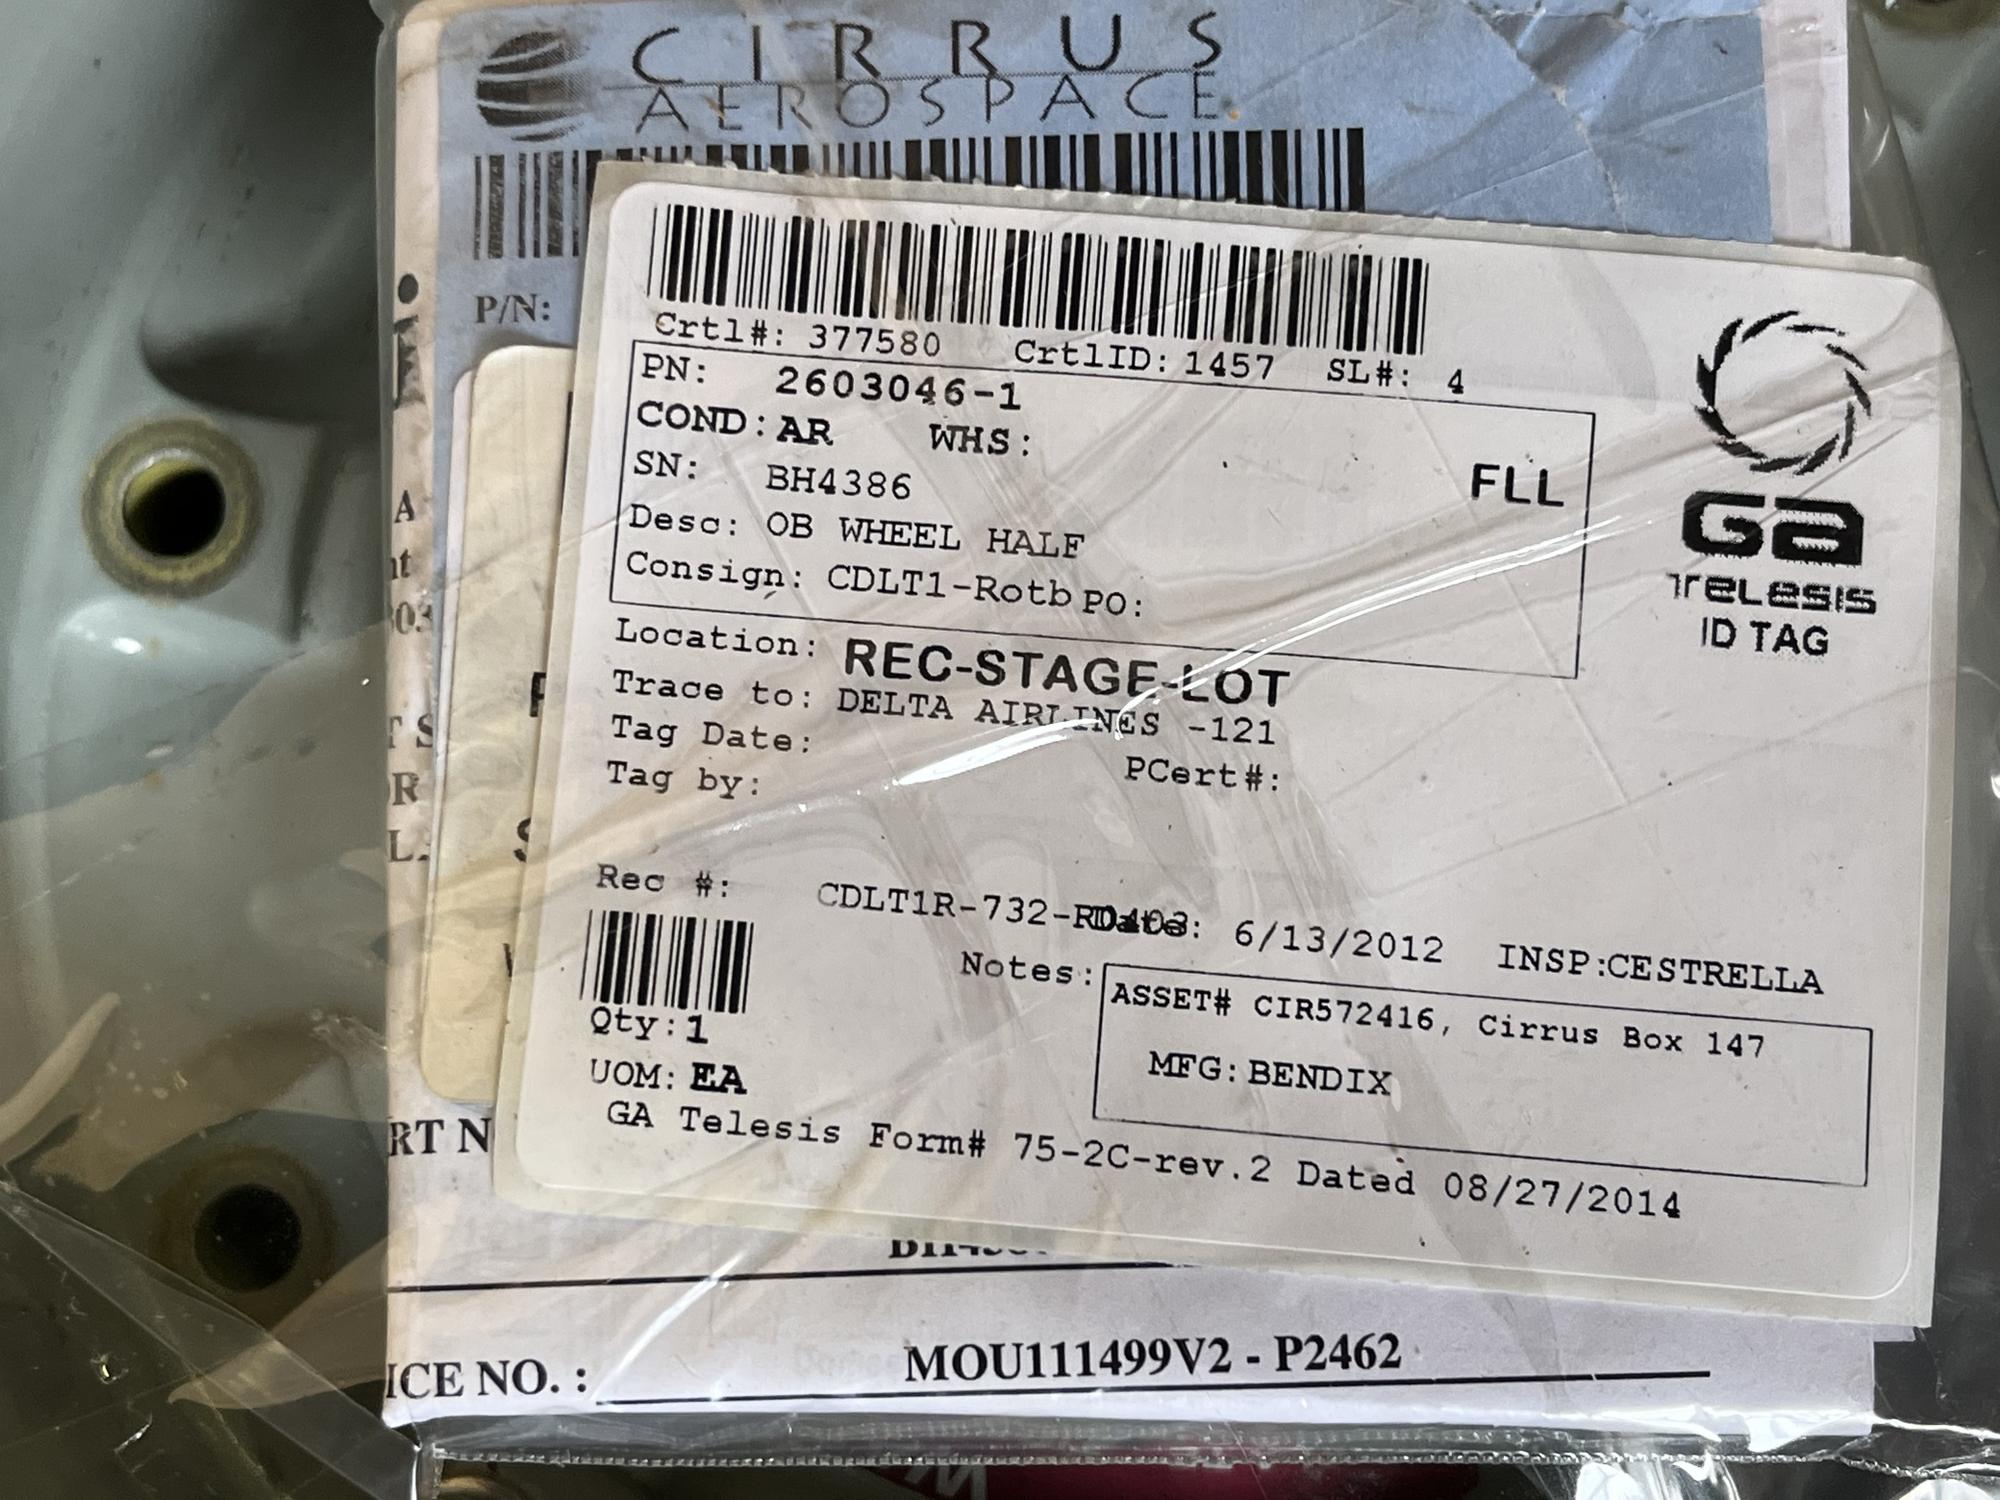 CIRRUS
AEROSPACE
P/N:
Crtl#: 377580 CrtlID: 1457 SL#: 4
PN: 2603046-1
COND: AR WHS:
SN: BH4386
FLL
Desc: OB WHEEL HALF
Consign: CDLT1-Rotb PO:
GA
TELESIS
ID TAG
Location: REC-STAGE-LOT
Trace to: DELTA AIRLINES -121
Tag Date:
Tag by: PCert#:
Rec #: CDLT1R-732- Date: 6/13/2012 INSP:CESTRELLA
Notes: ASSET# CIR572416, Cirrus Box 147
MFG: BENDIX
Qty: 1
UOM: EA
GA Telesis Form# 75-2C-rev.2 Dated 08/27/2014
RT N
ICE NO. : MOU111499V2 - P2462